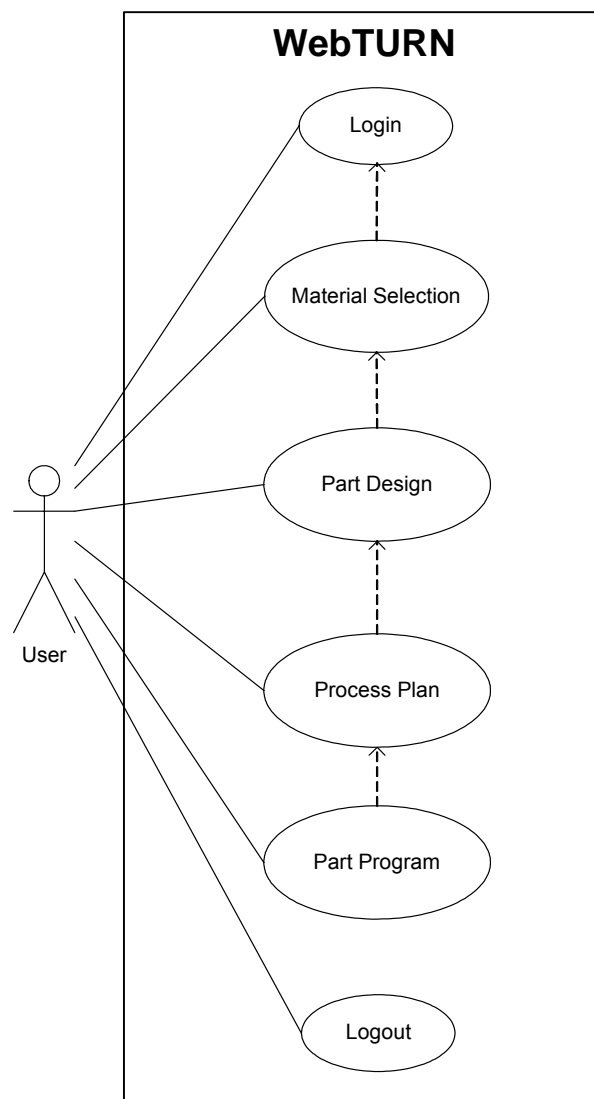 WebTURN
Login
Material Selection
Part Design
User
Process Plan
Part Program
Logout